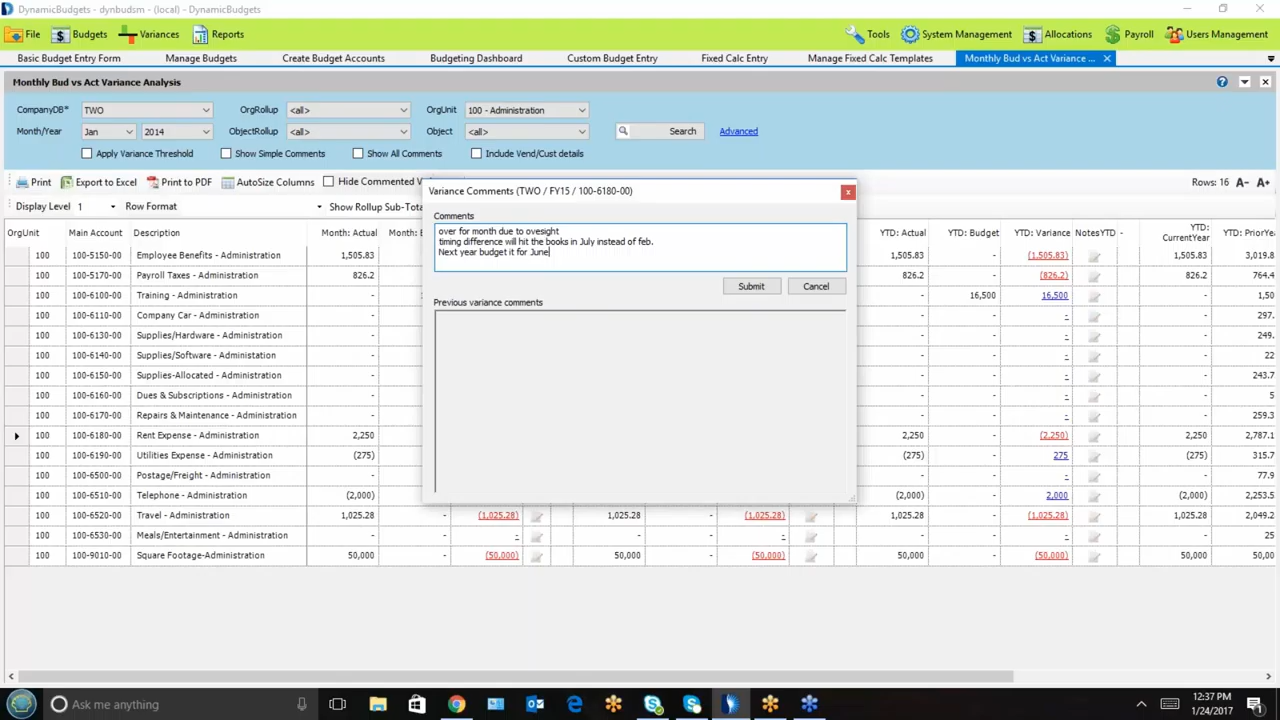 DynamicBudgets - dynbudsm - (local) - DynamicBudgets
File Budgets Variances Reports Tools System Management Allocations Payroll Users Management
Basic Budget Entry Form Manage Budgets Create Budget Accounts Budgeting Dashboard Custom Budget Entry Fixed Calc Entry Manage Fixed Calc Templates Monthly Bud vs Act Variance ...
Monthly Bud vs Act Variance Analysis
CompanyDB* TWO OrgRollup <all> OrgUnit 100 - Administration
Month/Year Jan 2014 ObjectRollup <all> Object <all> Search Advanced
Apply Variance Threshold Show Simple Comments Show All Comments Include Vend/Cust details
Print Export to Excel Print to PDF AutoSize Columns Hide Commented Rows: 16 A- A+
Display Level 1 Row Format Show Rollup Sub-Tot
Variance Comments (TWO / FY15 / 100-6180-00)
Comments
over for month due to ovesight
timing difference will hit the books in July instead of feb.
Next year budget it for June
Submit Cancel
Previous variance comments
OrgUnit Main Account Description Month: Actual Month: YTD: Actual YTD: Budget YTD: Variance NotesYTD - YTD: CurrentYear YTD: PriorYea
100 100-5150-00 Employee Benefits - Administration 1,505.83 1,505.83 - (1,505.83) 1,505.83 3,019.8
100 100-5170-00 Payroll Taxes - Administration 826.2 826.2 - (826.2) 826.2 764.7
100 100-6100-00 Training - Administration - - 16,500 16,500 - 1,50
100 100-6110-00 Company Car - Administration - - - - - 297.
100 100-6130-00 Supplies/Hardware - Administration - - - - - 249.
100 100-6140-00 Supplies/Software - Administation - - - - - 22
100 100-6150-00 Supplies-Allocated - Administration - - - - - 243.7
100 100-6160-00 Dues & Subscriptions - Administration - - - - - 5
100 100-6170-00 Repairs & Maintenance - Administration - - - - - 259.3
100 100-6180-00 Rent Expense - Administration 2,250 2,250 - (2,250) 2,250 2,787.1
100 100-6190-00 Utilities Expense - Administration (275) (275) - 275 (275) 315.7
100 100-6500-00 Postage/Freight - Administration - - - - - 77.9
100 100-6510-00 Telephone - Administration (2,000) (2,000) - 2,000 (2,000) 2,253.5
100 100-6520-00 Travel - Administration 1,025.28 - (1,025.28) 1,025.28 - (1,025.28) 1,025.28 - (1,025.28) 1,025.28 2,049.2
100 100-6530-00 Meals/Entertainment - Administration - - - - - - - - - - 25
100 100-9010-00 Square Footage-Administration 50,000 - (50,000) 50,000 - (50,000) 50,000 - (50,000) 50,000 50,000
Ask me anything
12:37 PM
1/24/2017